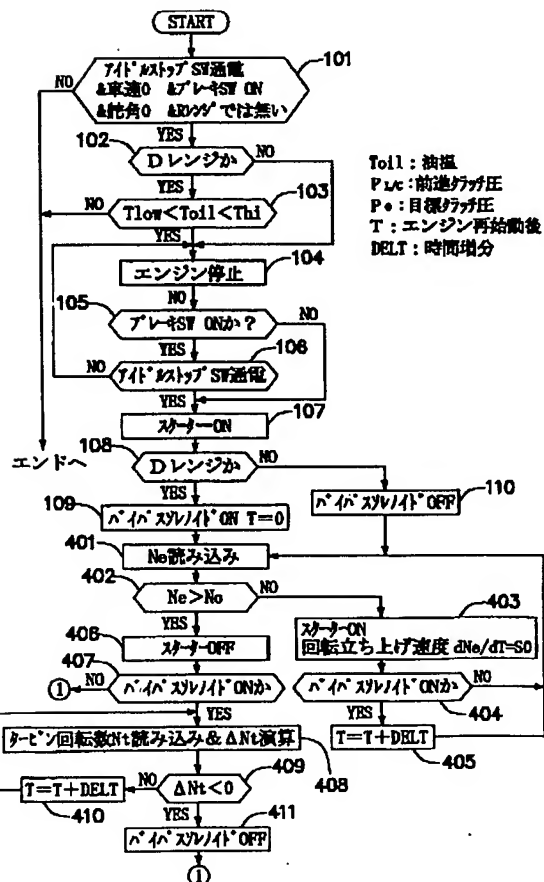 START
アイドルストップSW通電
&車速0 &ブレーキSW ON
&舵角0 &Rレンジでは無い
101
NO
YES
102
Dレンジか
NO
103
Tlow<Toil<Thi
NO
YES
104
エンジン停止
NO
105
ブレーキSW ONか?
NO
YES
106
アイドルストップSW通電
NO
YES
107
スターターON
エンドへ
108
Dレンジか
NO
YES
109
バイパスソレノイドON T=0
110
バイパスソレノイドOFF
401
Ne読み込み
402
Ne>No
NO
YES
403
スターターON
回転立ち上げ速度 dNe/dT=S0
406
スターターOFF
407
バイパスソレノイドONか
NO
①
YES
バイパスソレノイドONか
NO
404
YES
T=T+DELT
405
タービン回転数Nt読み込み&ΔNt演算
408
409
ΔNt<0
NO
T=T+DELT
410
YES
411
バイパスソレノイドOFF
①
Toil:油温
PL/c:前進クラッチ圧
Pe:目標クラッチ圧
T:エンジン再始動後
DELT:時間増分